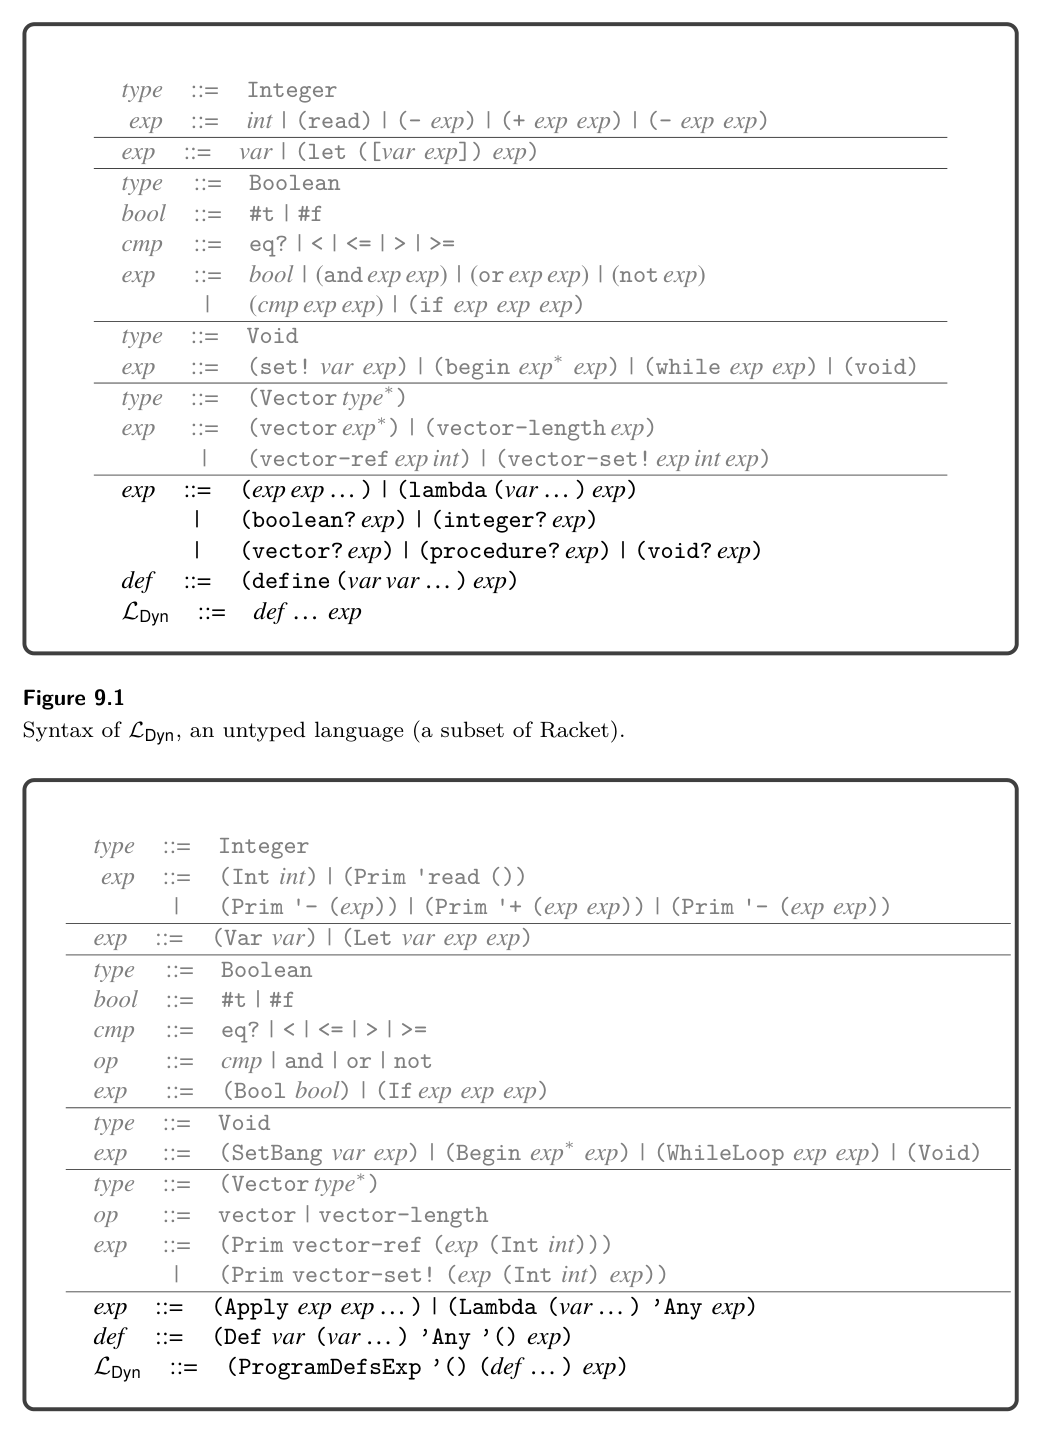 type ::= Integer
exp ::= int | (read) | (- exp) | (+ exp exp) | (- exp exp)
exp ::= var | (let ([var exp]) exp)
type ::= Boolean
bool ::= #t | #f
cmp ::= eq? | < | <= | > | >=
exp ::= bool | (and exp exp) | (or exp exp) | (not exp)
| (cmp exp exp) | (if exp exp exp)
type ::= Void
exp ::= (set! var exp) | (begin exp* exp) | (while exp exp) | (void)
type ::= (Vector type*)
exp ::= (vector exp*) | (vector-length exp)
| (vector-ref exp int) | (vector-set! exp int exp)
exp ::= (exp exp …) | (lambda (var …) exp)
| (boolean? exp) | (integer? exp)
| (vector? exp) | (procedure? exp) | (void? exp)
def ::= (define (var var …) exp)
ℒDyn ::= def … exp
Figure 9.1
Syntax of ℒDyn, an untyped language (a subset of Racket).
type ::= Integer
exp ::= (Int int) | (Prim 'read ())
| (Prim '- (exp)) | (Prim '+ (exp exp)) | (Prim '- (exp exp))
exp ::= (Var var) | (Let var exp exp)
type ::= Boolean
bool ::= #t | #f
cmp ::= eq? | < | <= | > | >=
op ::= cmp | and | or | not
exp ::= (Bool bool) | (If exp exp exp)
type ::= Void
exp ::= (SetBang var exp) | (Begin exp* exp) | (WhileLoop exp exp) | (Void)
type ::= (Vector type*)
op ::= vector | vector-length
exp ::= (Prim vector-ref (exp (Int int)))
| (Prim vector-set! (exp (Int int) exp))
exp ::= (Apply exp exp …) | (Lambda (var …) ’Any exp)
def ::= (Def var (var …) ’Any ’() exp)
ℒDyn ::= (ProgramDefsExp ’() (def …) exp)